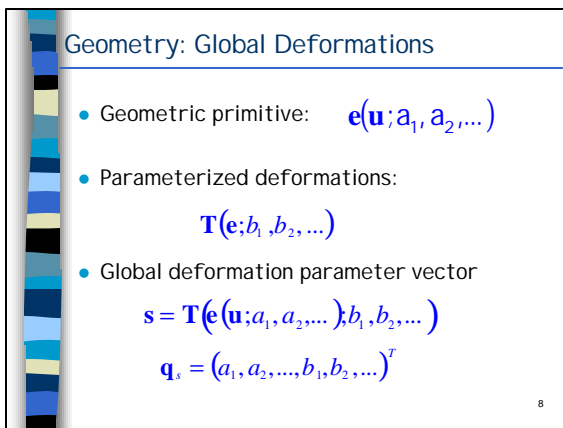 Geometry: Global Deformations
• Geometric primitive: e(u;a₁,a₂,...)
• Parameterized deformations:
T(e;b₁,b₂,...)
• Global deformation parameter vector
s = T(e(u;a₁,a₂,...);b₁,b₂,...)
qₛ = (a₁,a₂,...,b₁,b₂,...)ᵀ
8